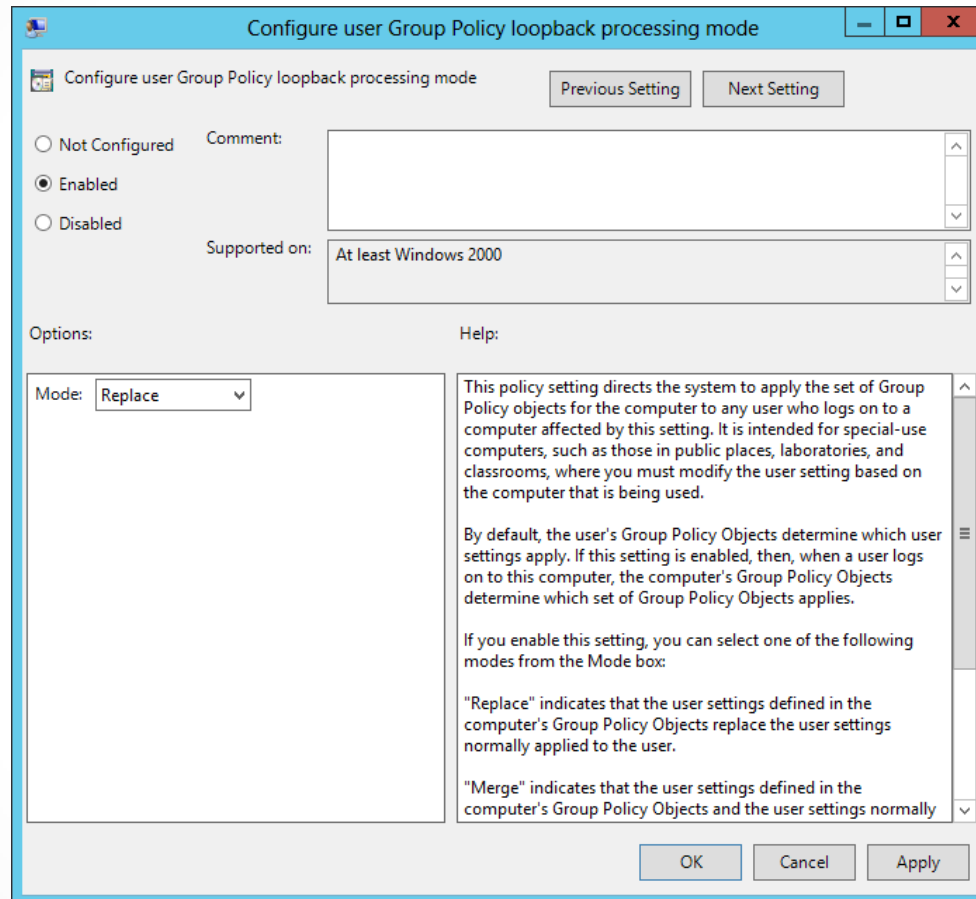 Configure user Group Policy loopback processing mode
Configure user Group Policy loopback processing mode
Previous Setting
Next Setting
Not Configured
Comment:
Enabled
Disabled
Supported on:
At least Windows 2000
Options:
Help:
Mode:
Replace
This policy setting directs the system to apply the set of Group
Policy objects for the computer to any user who logs on to a
computer affected by this setting. It is intended for special-use
computers, such as those in public places, laboratories, and
classrooms, where you must modify the user setting based on
the computer that is being used.
By default, the user's Group Policy Objects determine which user
settings apply. If this setting is enabled, then, when a user logs
on to this computer, the computer's Group Policy Objects
determine which set of Group Policy Objects applies.
If you enable this setting, you can select one of the following
modes from the Mode box:
"Replace" indicates that the user settings defined in the
computer's Group Policy Objects replace the user settings
normally applied to the user.
"Merge" indicates that the user settings defined in the
computer's Group Policy Objects and the user settings normally
OK
Cancel
Apply